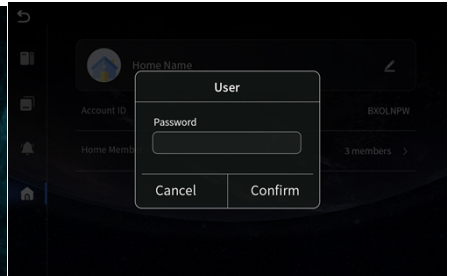 Home Name
Account ID BXOLNPW
Home Memb 3 members >
User
Password
Cancel Confirm